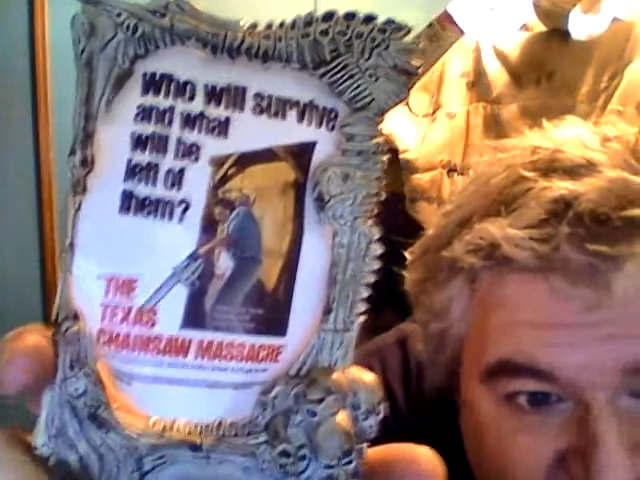 Who will survive
and what
will be
left of
them?
THE
TEXAS
CHAINSAW MASSACRE